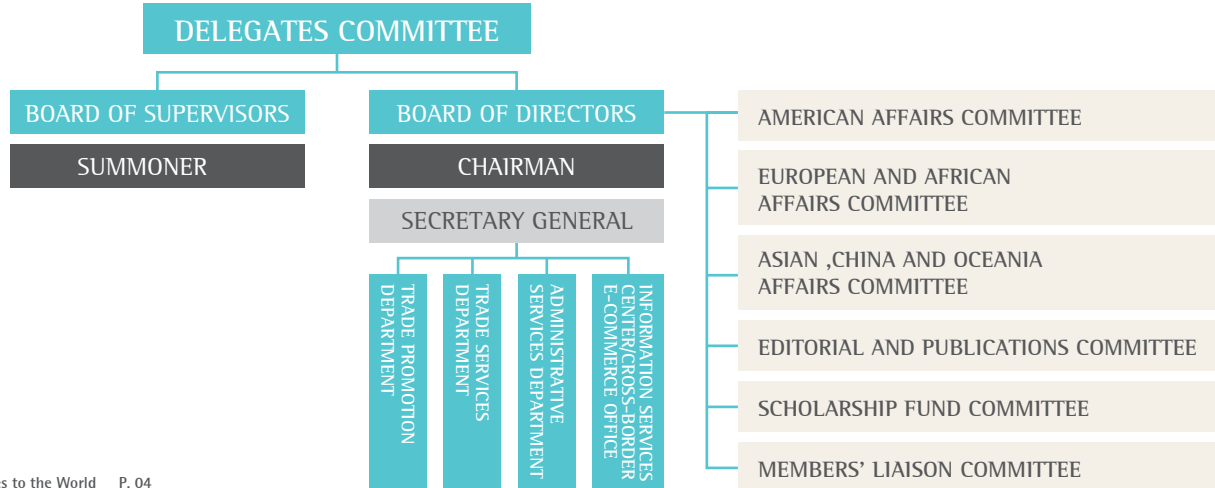 DELEGATES COMMITTEE
BOARD OF SUPERVISORS
SUMMONER
BOARD OF DIRECTORS
CHAIRMAN
SECRETARY GENERAL
TRADE PROMOTION
DEPARTMENT
TRADE SERVICES
DEPARTMENT
ADMINISTRATIVE
SERVICES DEPARTMENT
INFORMATION SERVICES
CENTER/CROSS-BORDER
E-COMMERCE OFFICE
AMERICAN AFFAIRS COMMITTEE
EUROPEAN AND AFRICAN
AFFAIRS COMMITTEE
ASIAN ,CHINA AND OCEANIA
AFFAIRS COMMITTEE
EDITORIAL AND PUBLICATIONS COMMITTEE
SCHOLARSHIP FUND COMMITTEE
MEMBERS' LIAISON COMMITTEE
es to the World P. 04